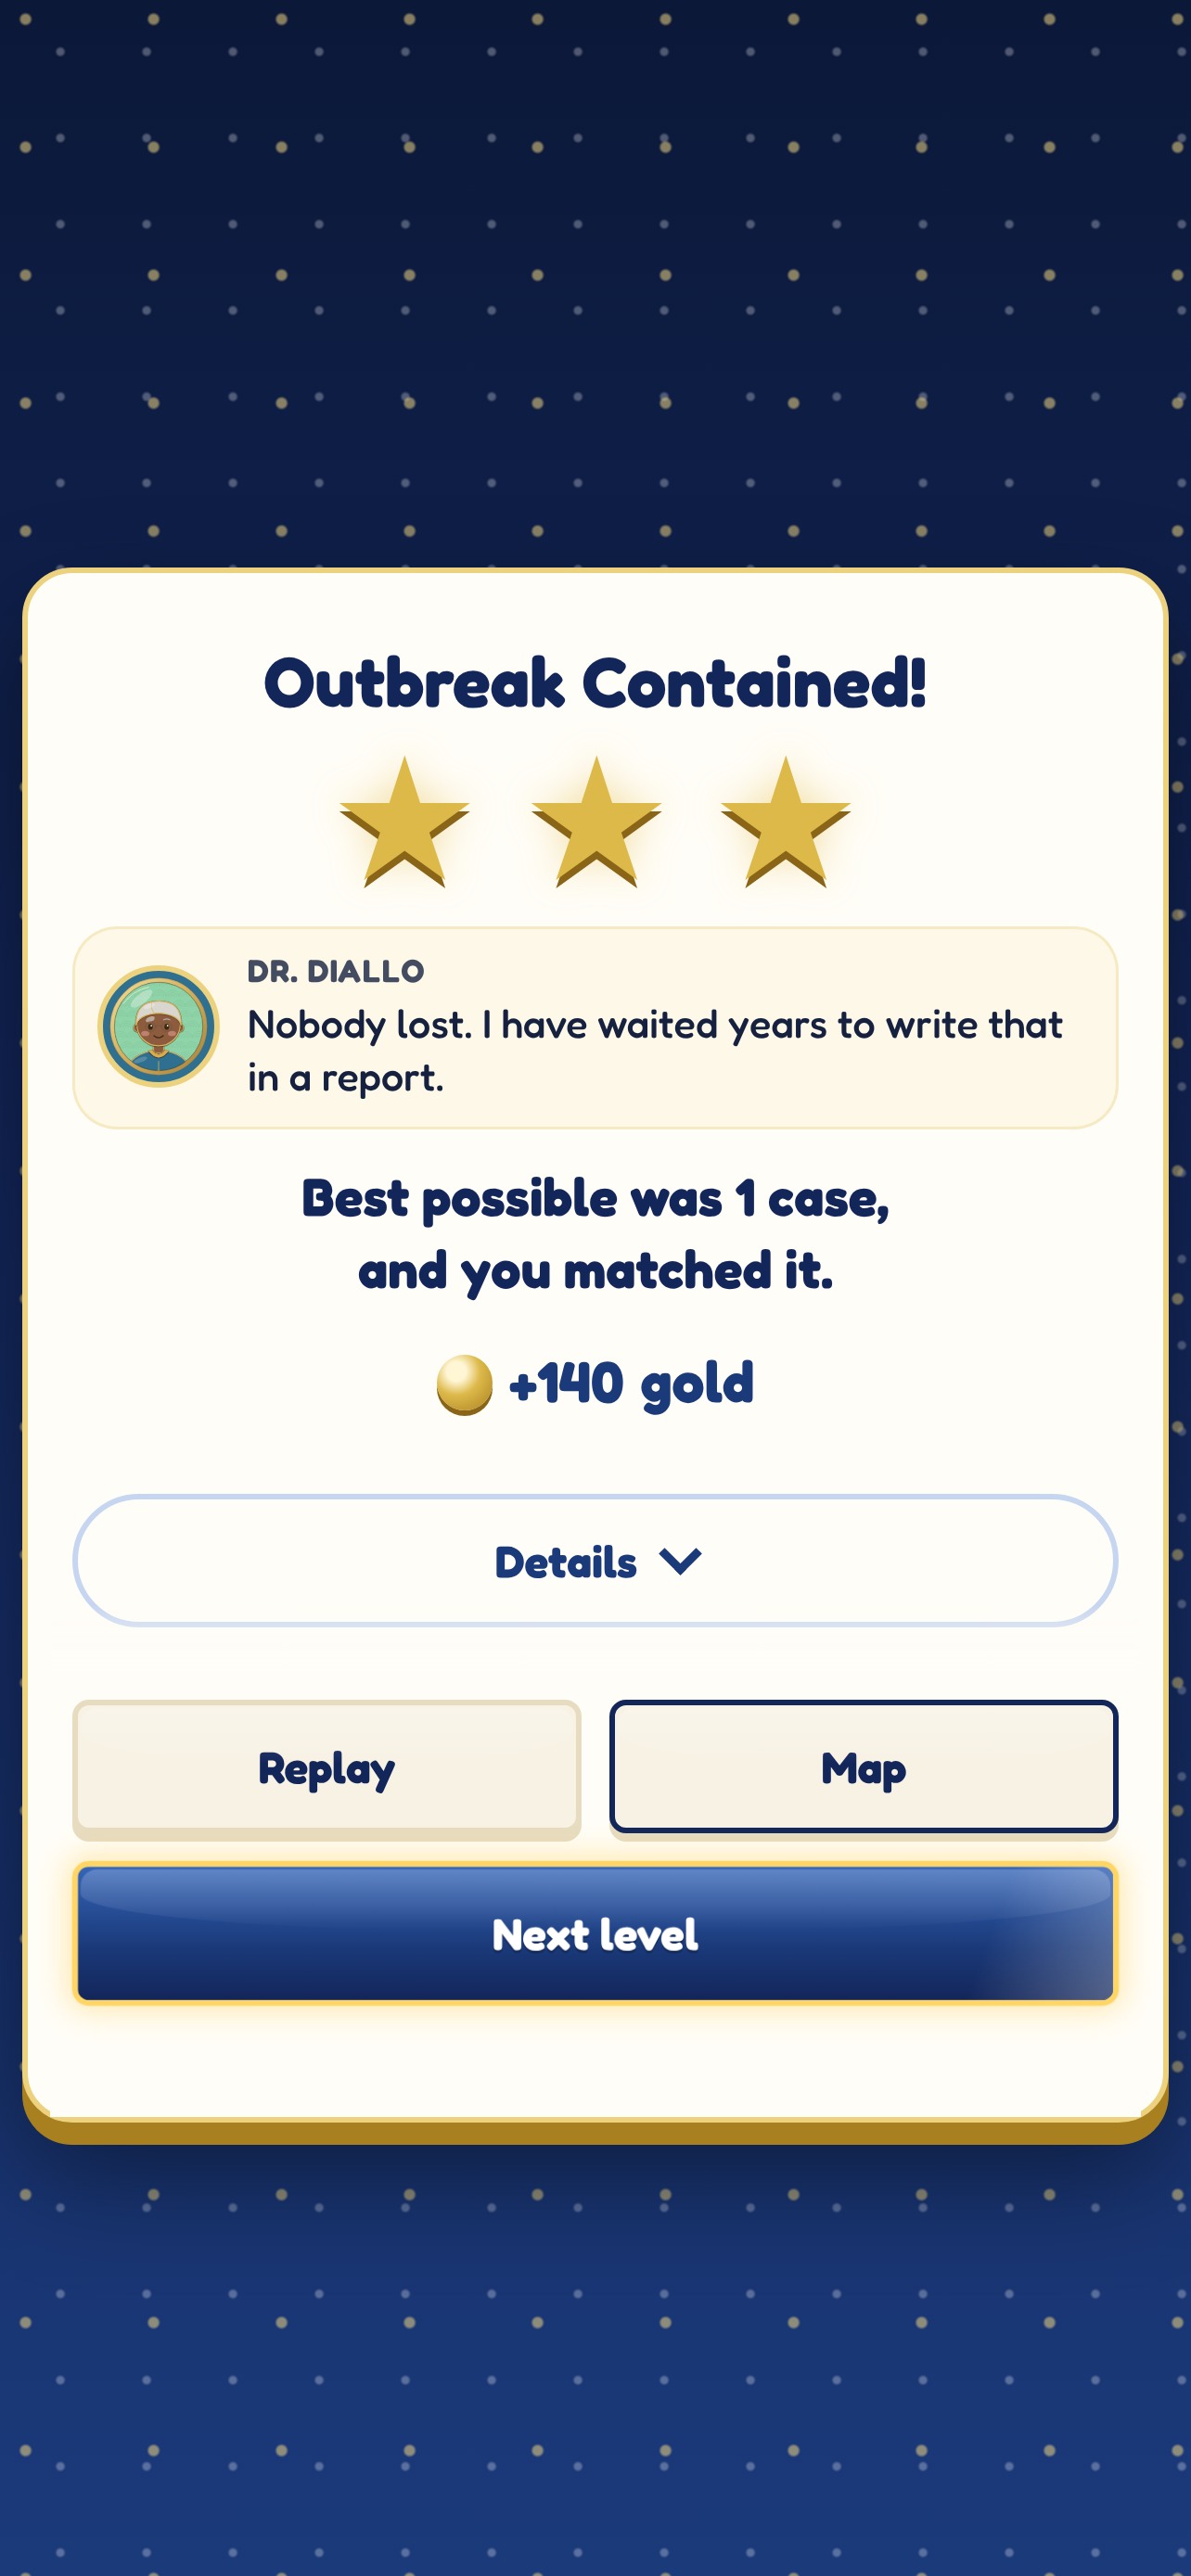 Outbreak Contained!
DR. DIALLO
Nobody lost. I have waited years to write that
in a report.
Best possible was 1 case,
and you matched it.
+140 gold
Details
Replay
Map
Next level